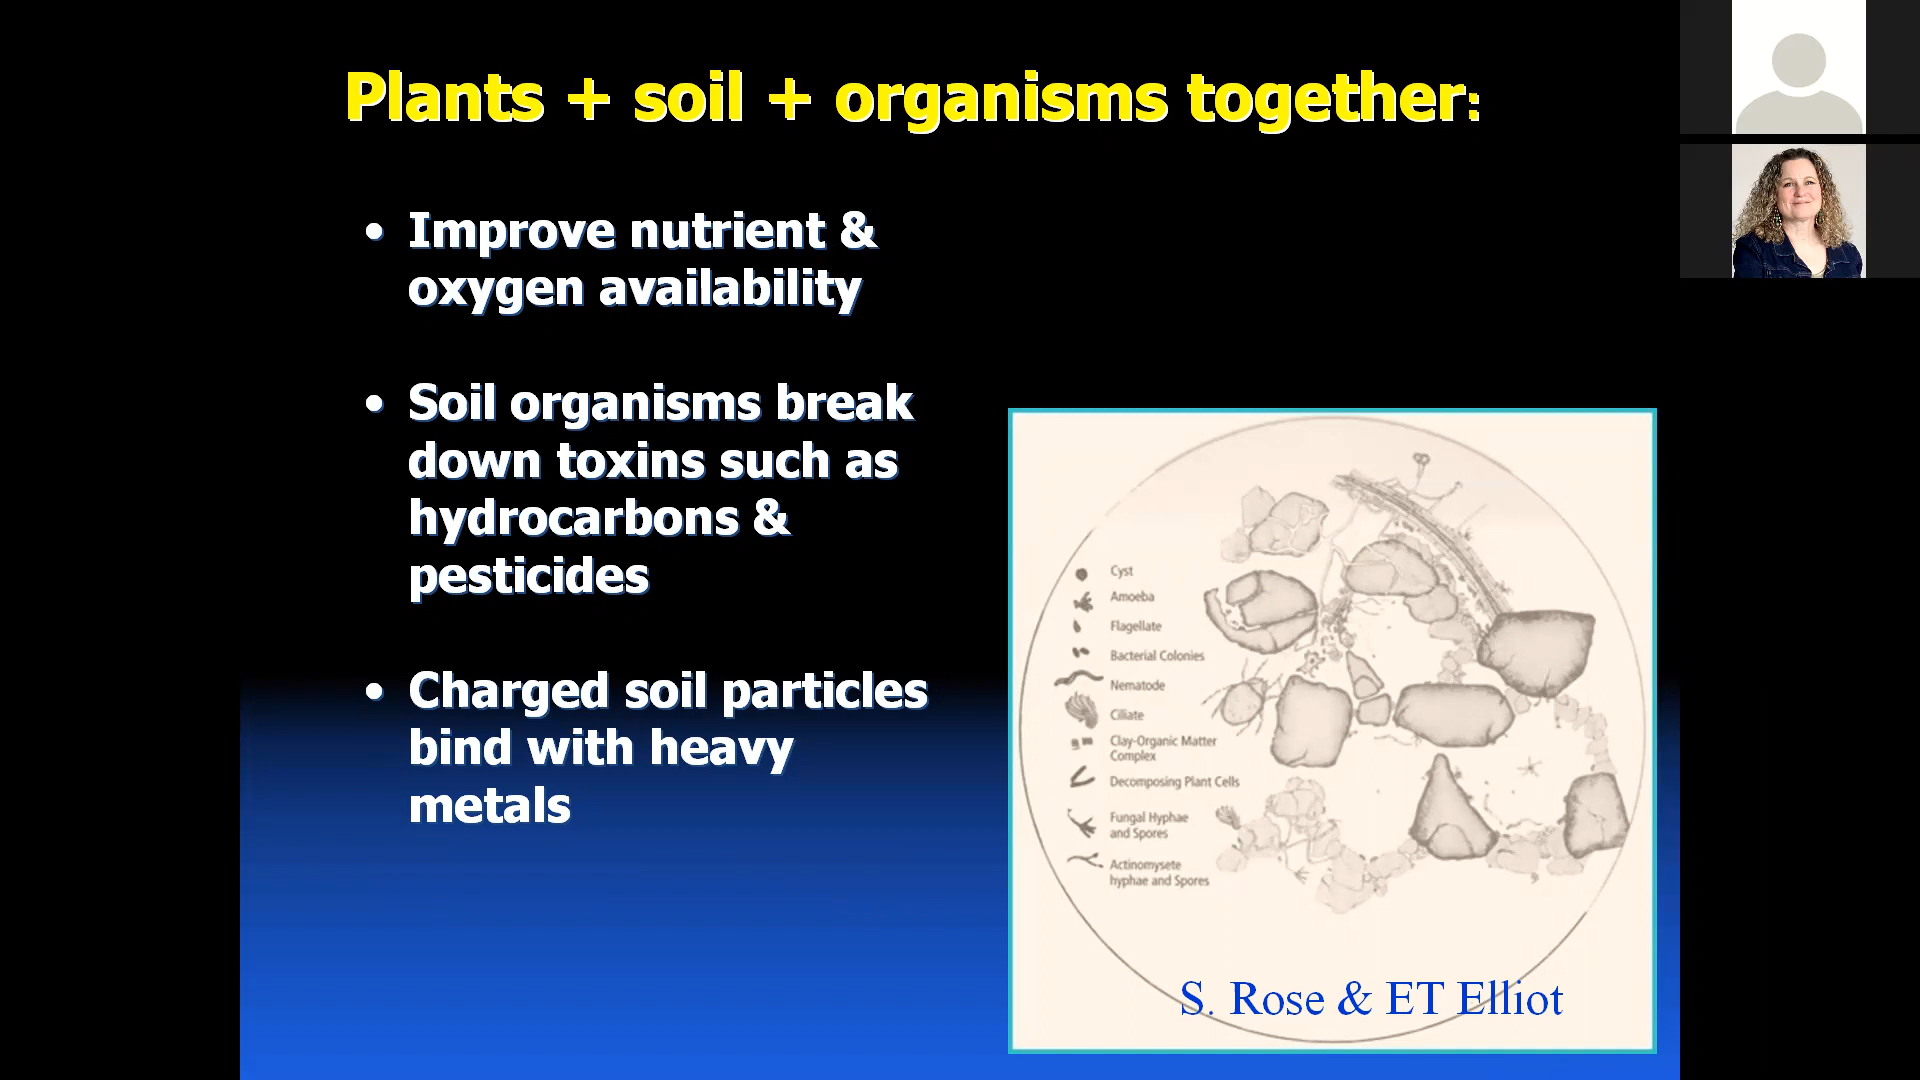 Plants + soil + organisms together:
• Improve nutrient &
oxygen availability
• Soil organisms break
down toxins such as
hydrocarbons &
pesticides
• Charged soil particles
bind with heavy
metals
Cyst
Amoeba
Flagellate
Bacterial Colonies
Nematode
Ciliate
Clay-Organic Matter
Complex
Decomposing Plant Cells
Fungal Hyphae
and Spores
Actinomysete
hyphae and Spores
S. Rose & ET Elliot